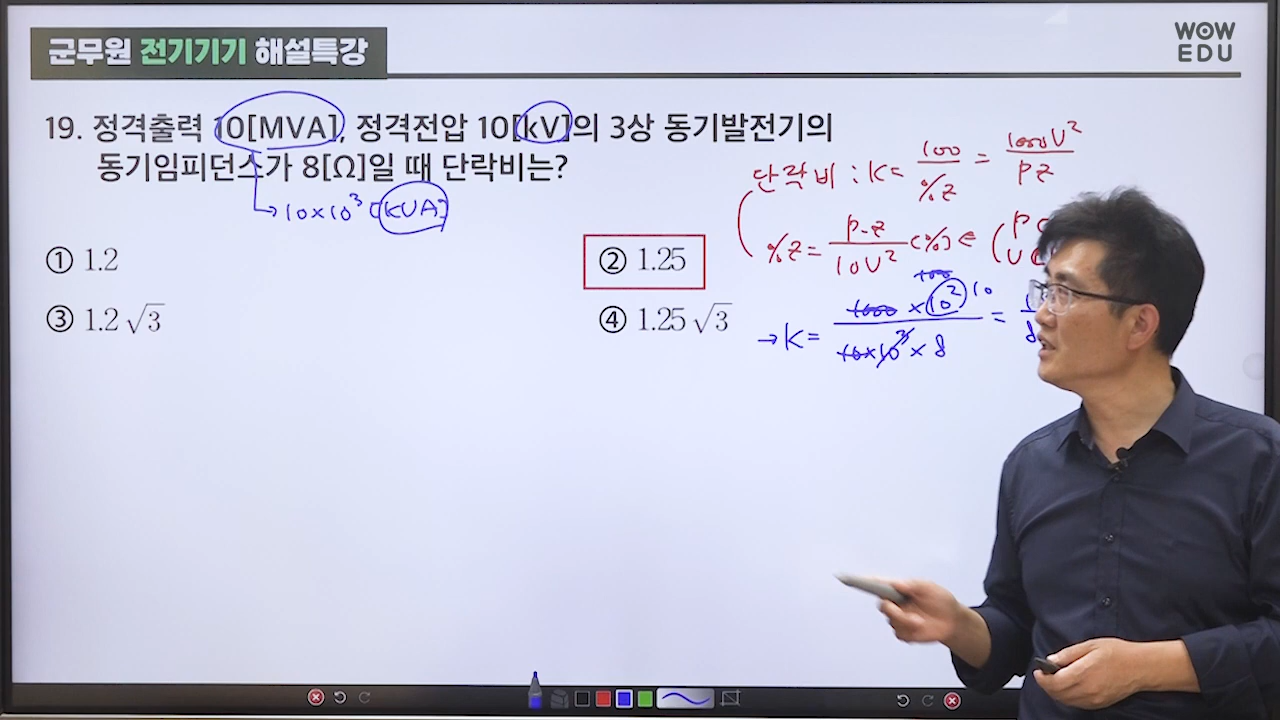 군무원 전기기기 해설특강
WOW
EDU
19. 정격출력 10[MVA], 정격전압 10[kV]의 3상 동기발전기의
동기임피던스가 8[Ω]일 때 단락비는?
→ 10×10³ [KVA]
① 1.2
② 1.25
③ 1.2√3
④ 1.25√3
단락비 : K = 100/%Z = 1000V²/PZ
%Z = P·Z/10V² [%]
→ K = 1000 × 10² / 10×10³ × 8 =
100
10
8